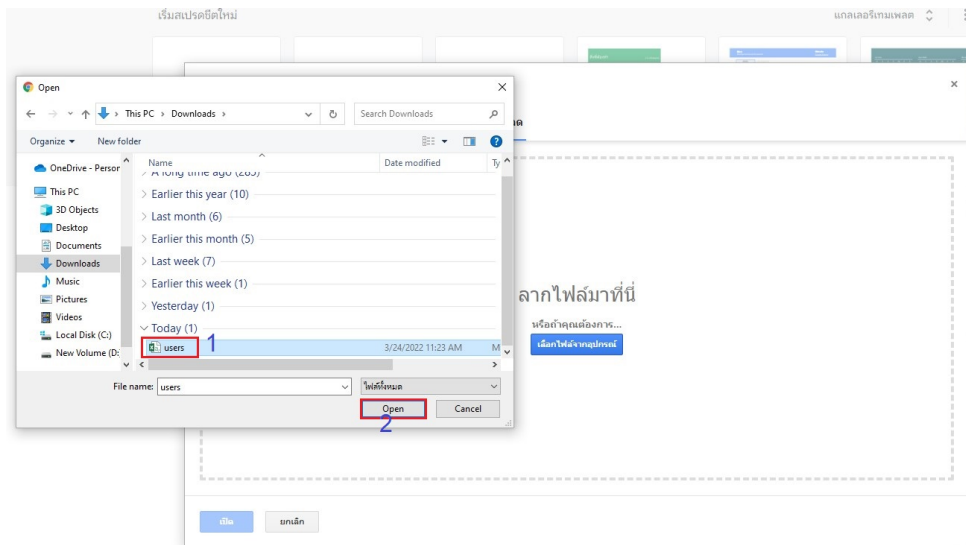 เริ่มสเปรดชีตใหม่
แกลเลอรีเทมเพลต
Open
This PC > Downloads >
Search Downloads
Organize
New folder
OneDrive - Person
This PC
3D Objects
Desktop
Documents
Downloads
Music
Pictures
Videos
Local Disk (C:)
New Volume (D:
Name
Date modified
Ty
A long time ago (285)
Earlier this year (10)
Last month (6)
Earlier this month (5)
Last week (7)
Earlier this week (1)
Yesterday (1)
Today (1)
1
users
3/24/2022 11:23 AM
M
File name: users
ไฟล์ทั้งหมด
Open
Cancel
2
ลากไฟล์มาที่นี่
หรือถ้าคุณต้องการ...
เลือกไฟล์จากอุปกรณ์
เปิด
ยกเลิก